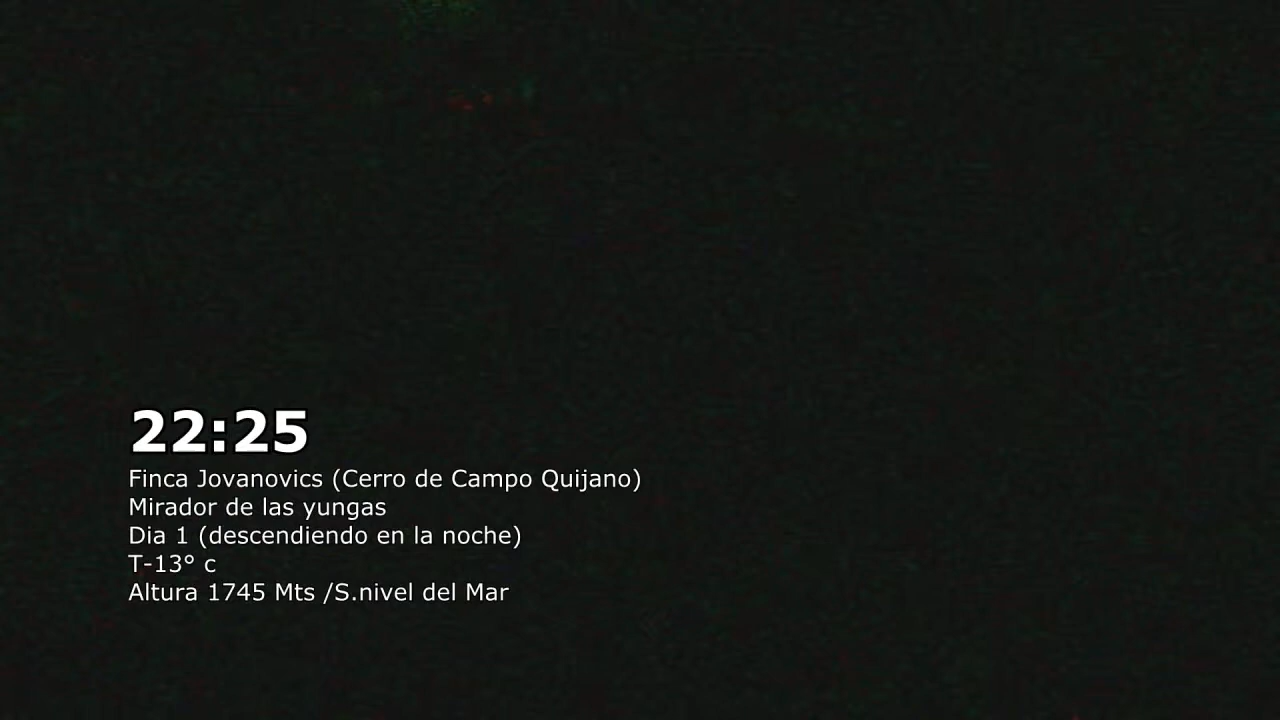 22:25
Finca Jovanovics (Cerro de Campo Quijano)
Mirador de las yungas
Dia 1 (descendiendo en la noche)
T-13° c
Altura 1745 Mts /S.nivel del Mar